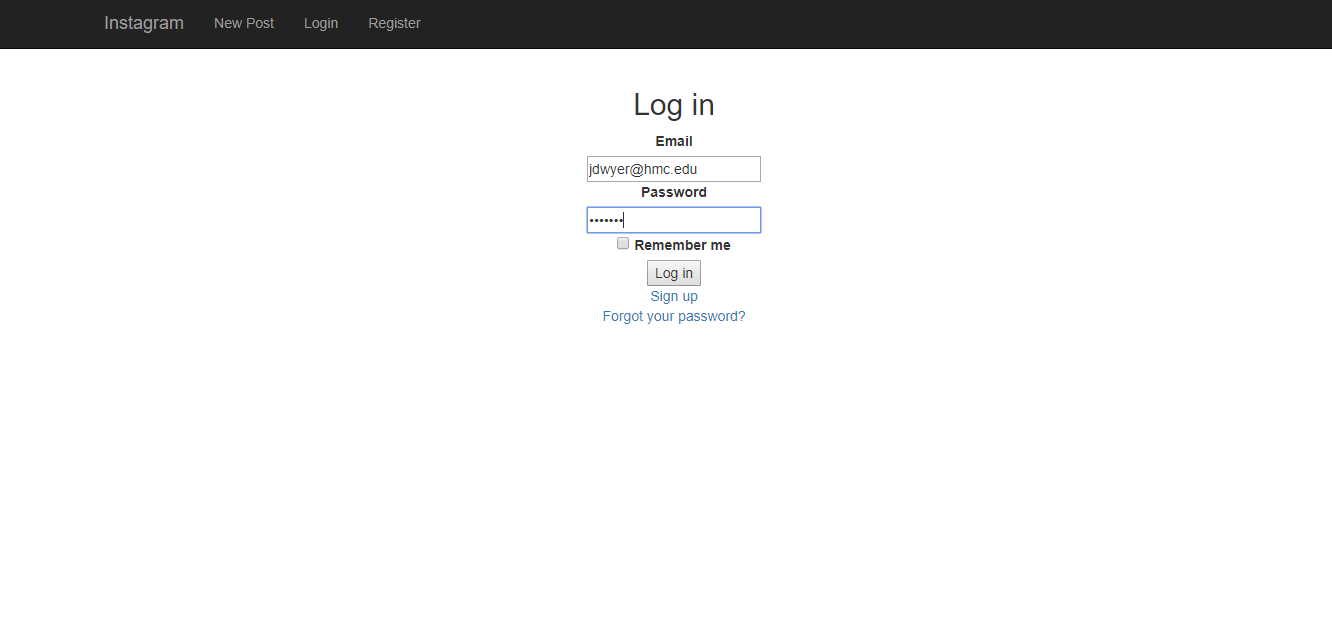 Instagram New Post Login Register
Log in
Email
jdwyer@hmc.edu
Password
•••••••
Remember me
Log in
Sign up
Forgot your password?